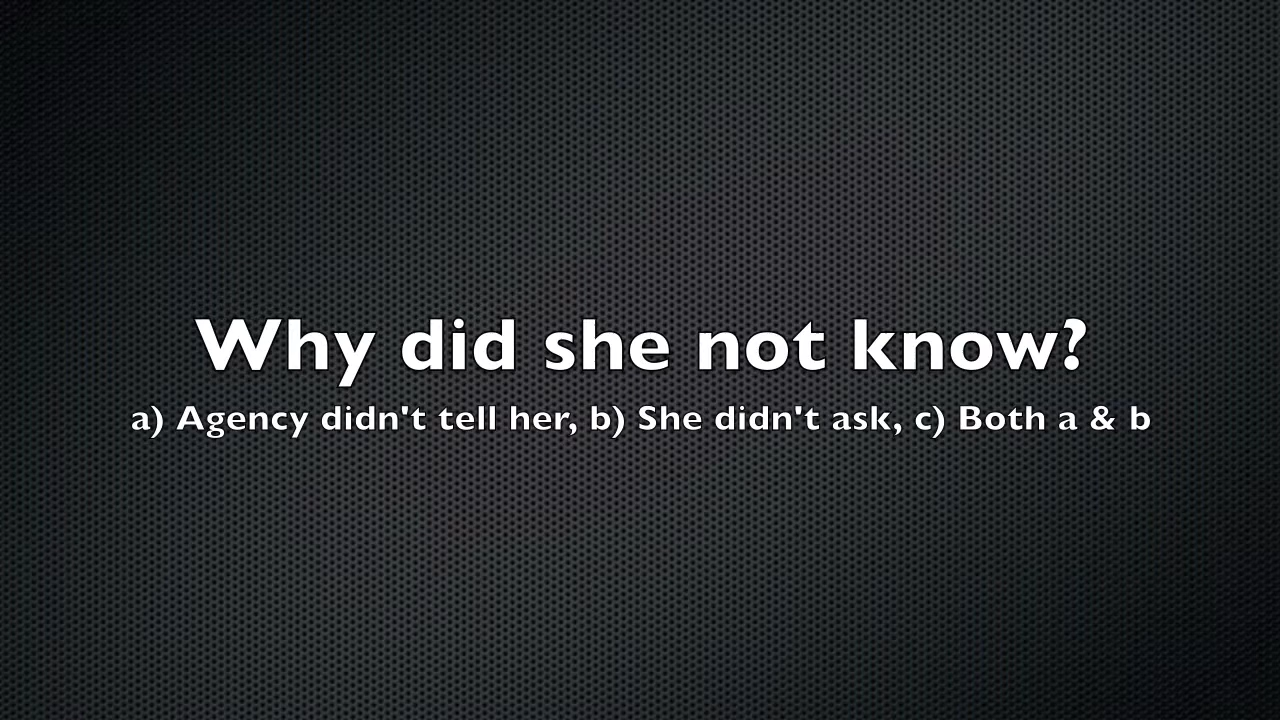 Why did she not know?
a) Agency didn't tell her, b) She didn't ask, c) Both a & b